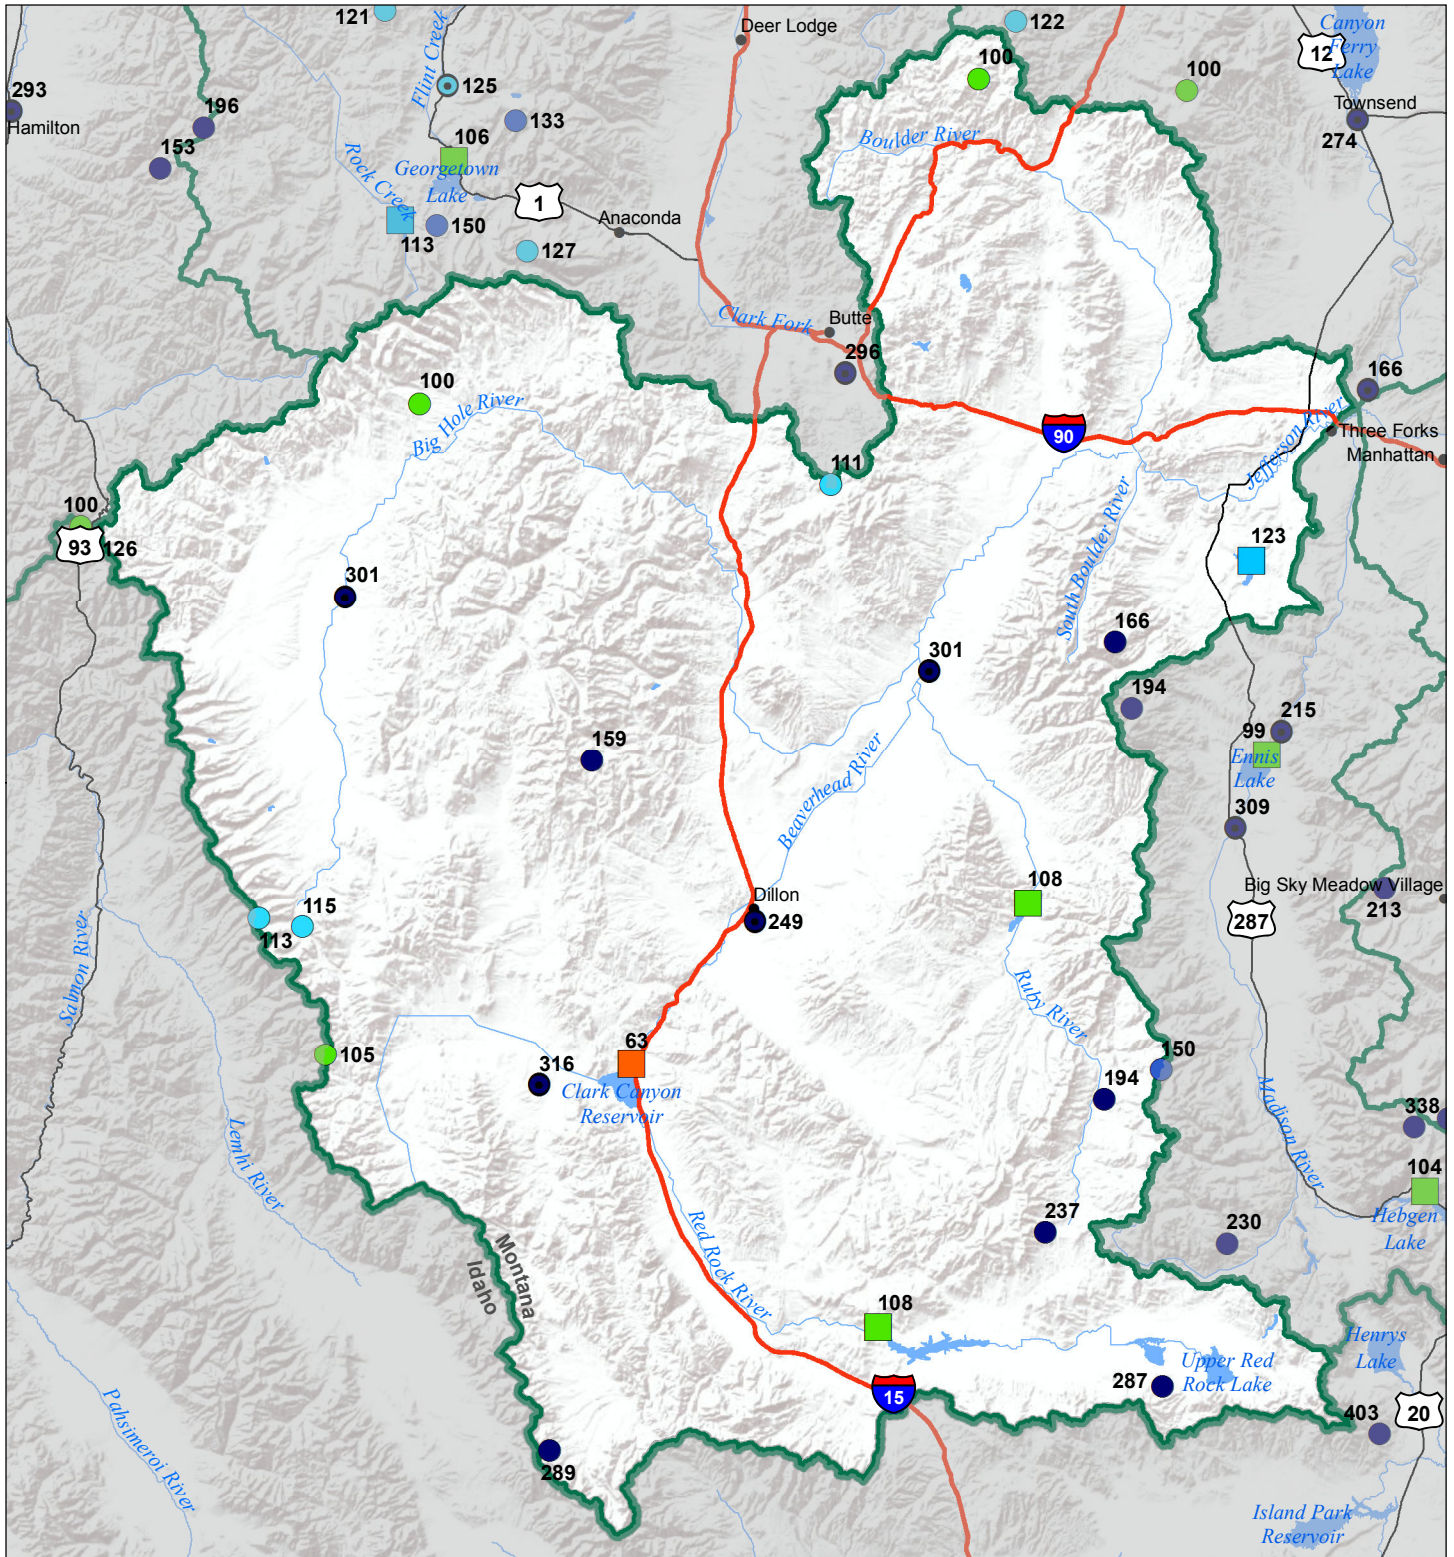 121
Deer Lodge
122
Canyon
Ferry
Lake
12
100
100
Flint Creek
125
293
Hamilton
196
133
Townsend
274
153
106
Boulder River
Georgetown
Lake
Rock Creek
1
113
150
127
Anaconda
Clark Fork
Butte
296
166
100
Big Hole River
90
Jefferson River
Three Forks
Manhattan
111
100
93
126
123
South Boulder River
301
166
301
194
215
99
Ennis
Lake
159
309
Beaverhead River
Big Sky Meadow Village
213
287
108
Dillon
249
115
113
Salmon River
Ruby River
63
105
316
Clark Canyon
Reservoir
150
194
Madison River
338
Lemhi River
104
Hebgen
Lake
237
230
Red Rock River
Montana
Idaho
108
Henrys
Lake
Upper Red
Rock Lake
287
15
403
20
Pahsimeroi River
289
Island Park
Reservoir